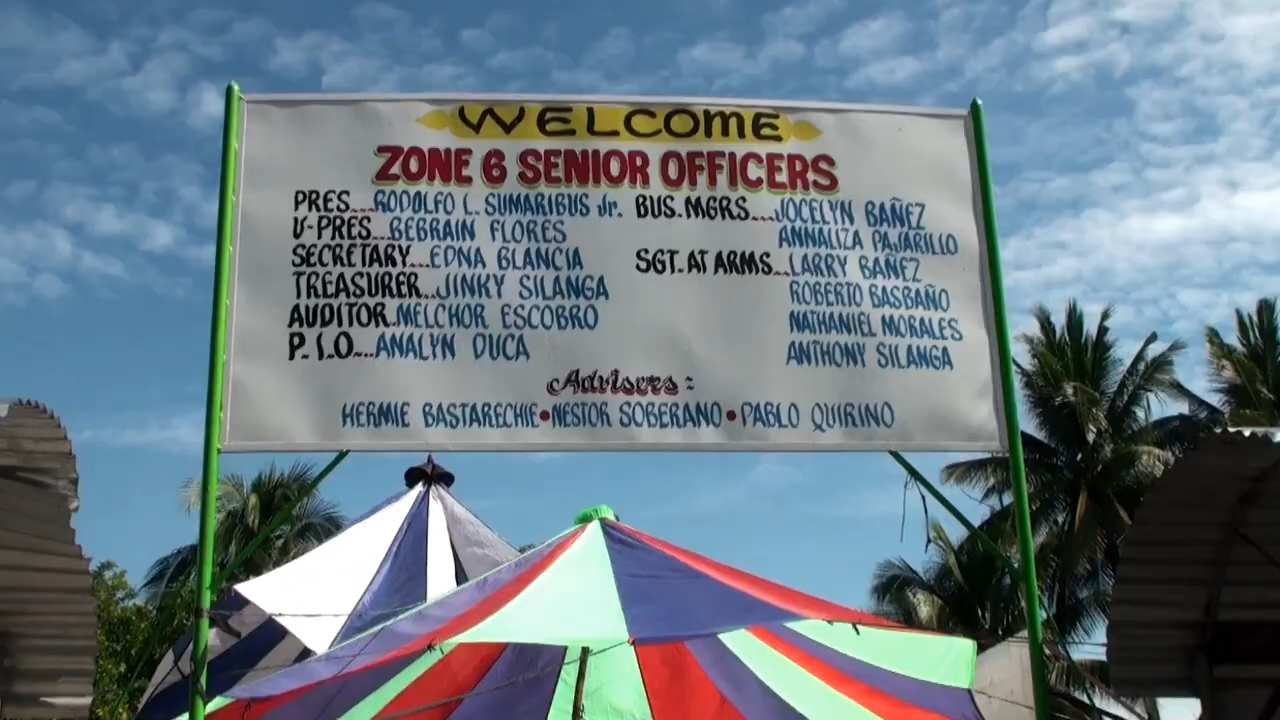 WELCOME
ZONE 6 SENIOR OFFICERS
PRES....RODOLFO L. SUMARIBUS Jr.
V-PRES....BEBRAIN FLORES
SECRETARY....EDNA BLANCIA
TREASURER...JINKY SILANGA
AUDITOR...MELCHOR ESCOBRO
P.I.O....ANALYN DUCA
BUS. MGRS....JOCELYN BAÑEZ
ANNALIZA PAJARILLO
SGT. AT ARMS...LARRY BAÑEZ
ROBERTO BASBAÑO
NATHANIEL MORALES
ANTHONY SILANGA
Advisers:
HERMIE BASTARECHIE•NESTOR SOBERANO•PABLO QUIRINO